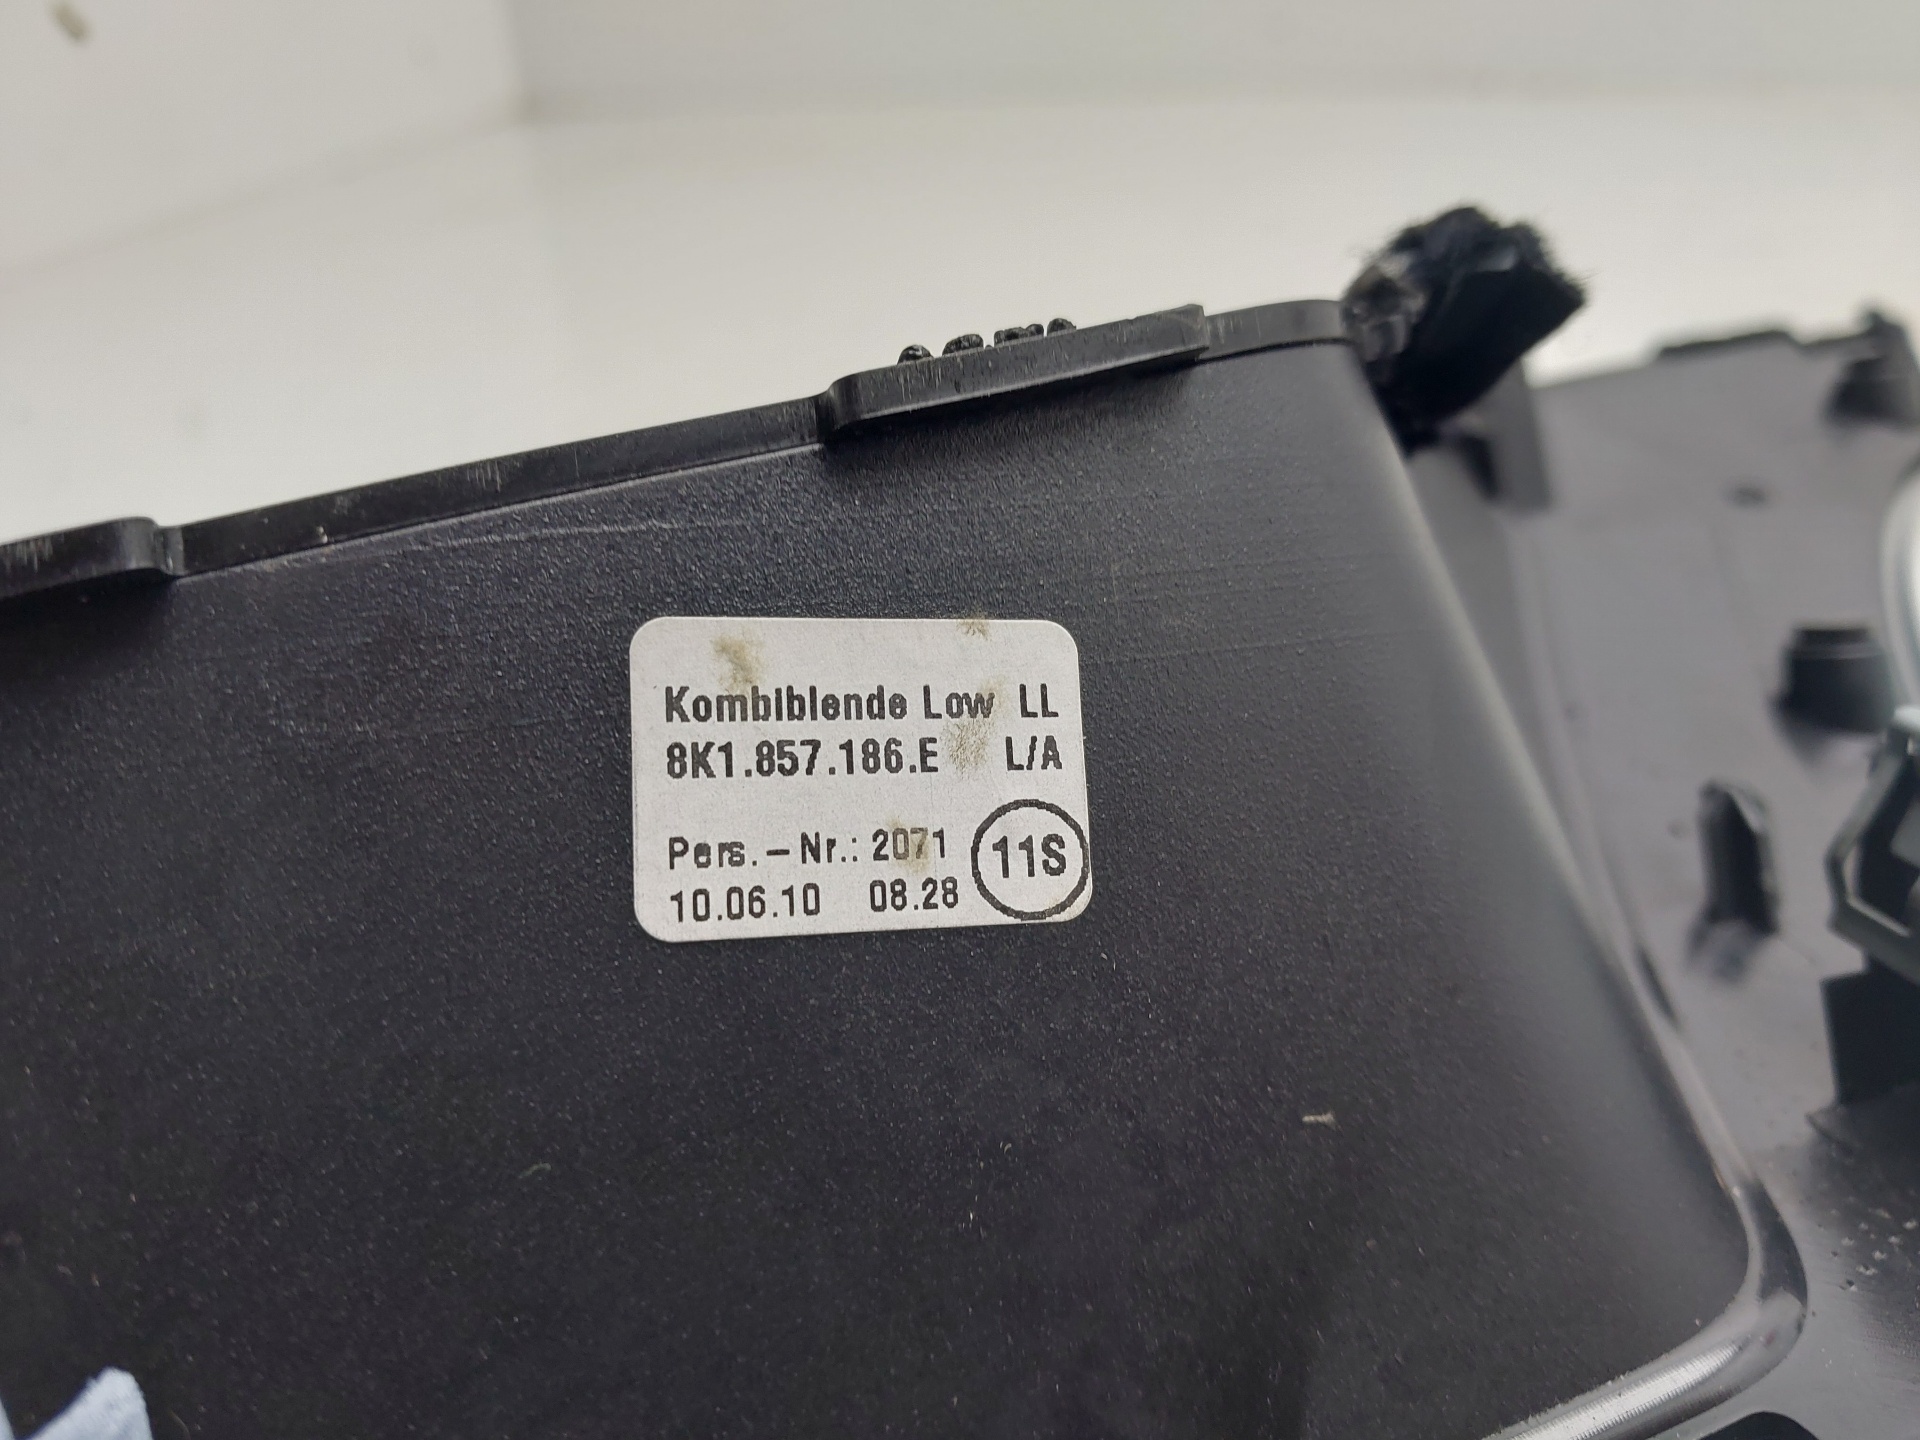 Kombiblende Low LL
8K1.857.186.E L/A
Pers.-Nr.: 2071
11S
10.06.10 08.28